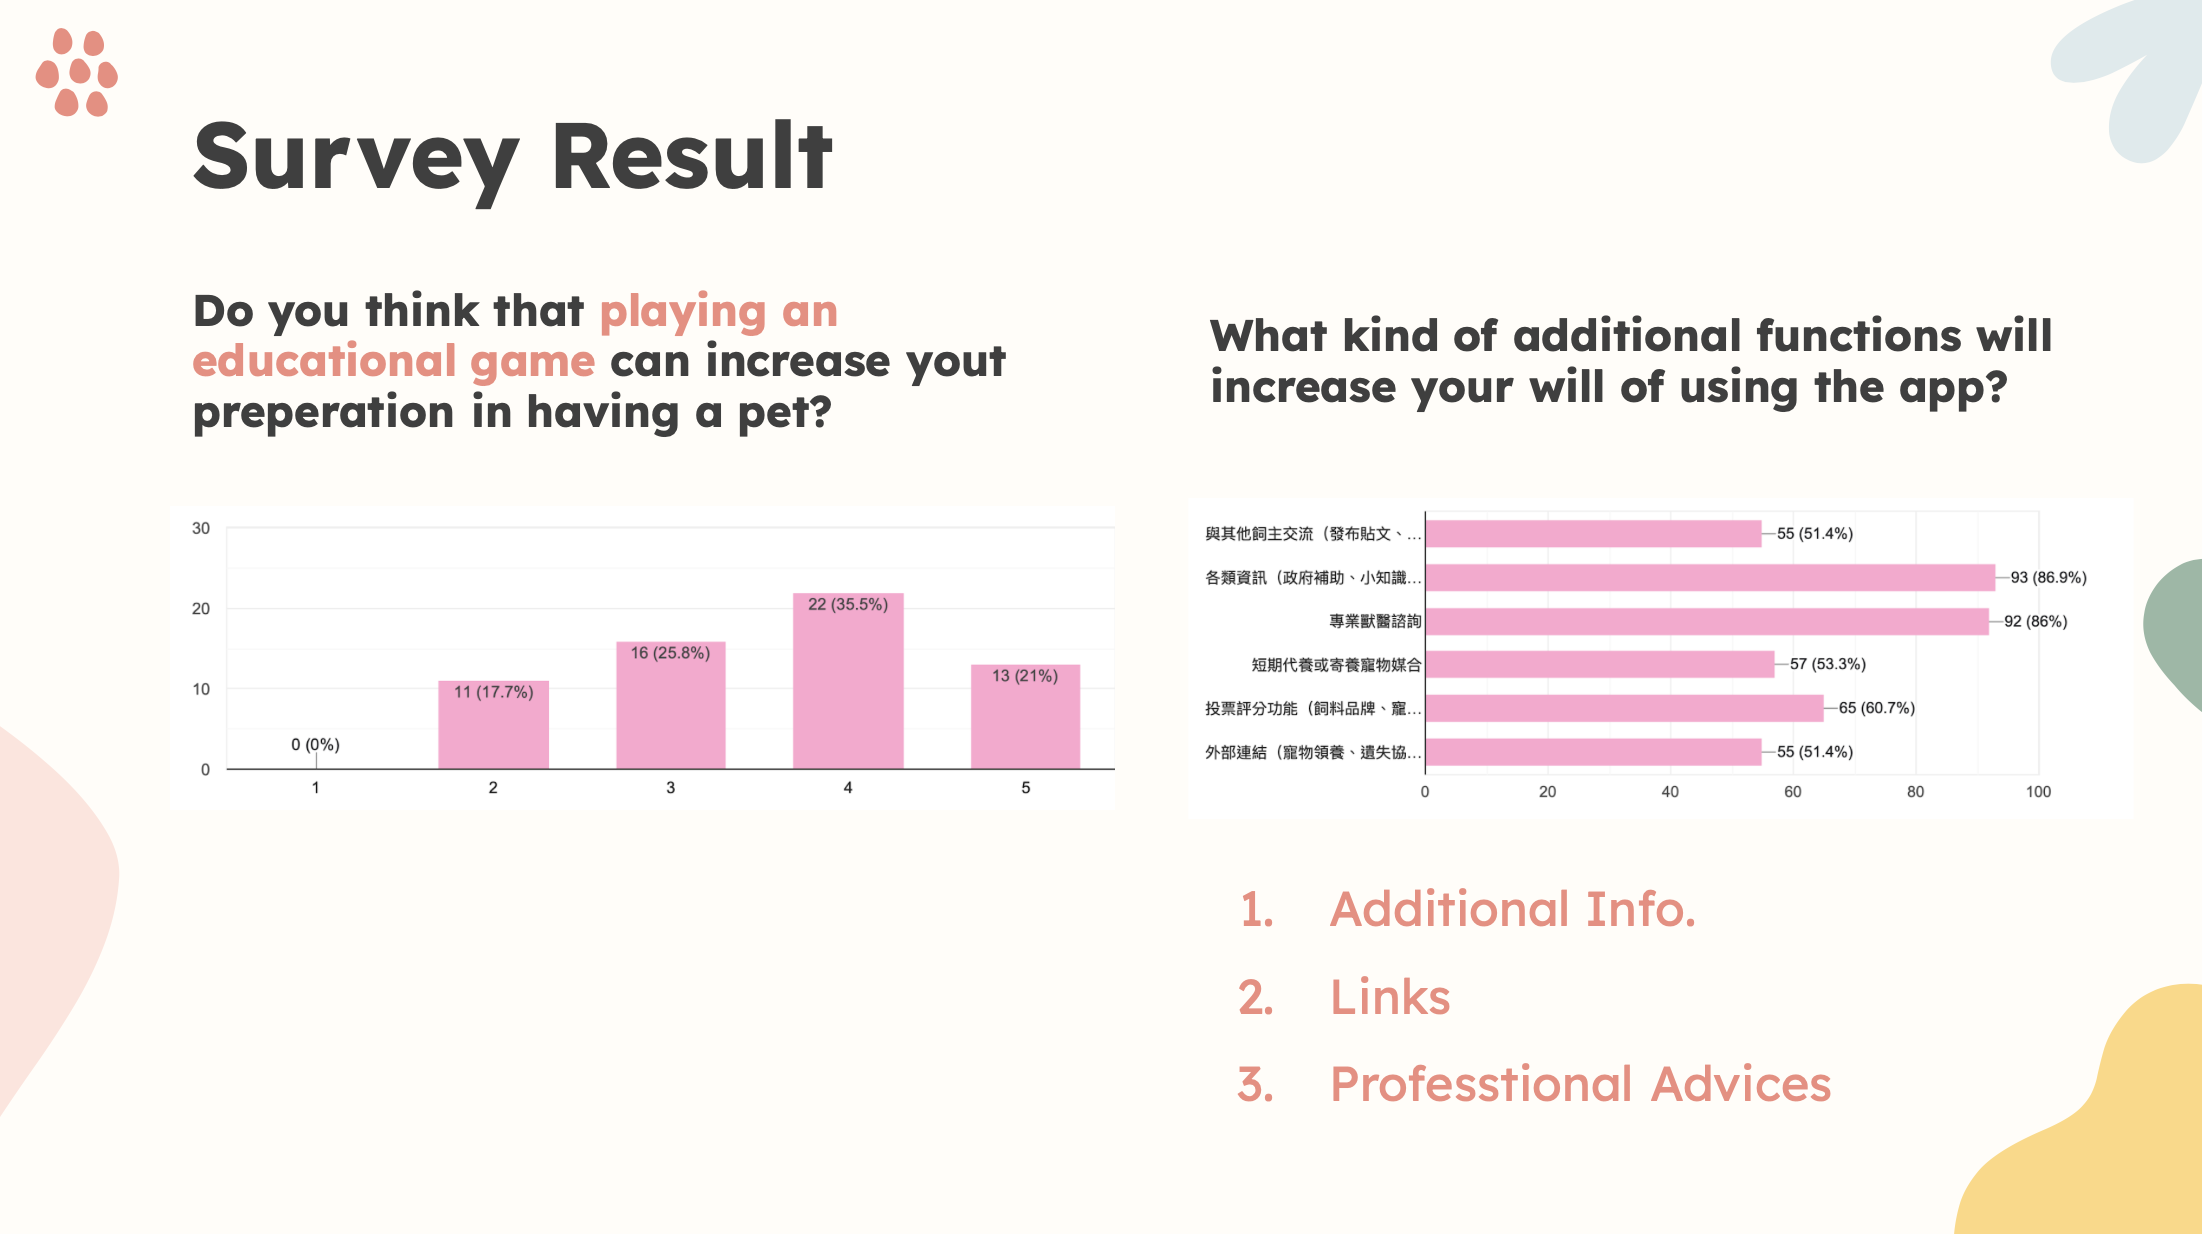 Survey Result
Do you think that playing an
educational game can increase yout
preperation in having a pet?
30
20
10
0
0 (0%)
11 (17.7%)
16 (25.8%)
22 (35.5%)
13 (21%)
1
2
3
4
5
What kind of additional functions will
increase your will of using the app?
與其他飼主交流（發布貼文、... 55 (51.4%)
各類資訊（政府補助、小知識... 93 (86.9%)
專業獸醫諮詢 92 (86%)
短期代養或寄養寵物媒合 57 (53.3%)
投票評分功能（飼料品牌、寵... 65 (60.7%)
外部連結（寵物領養、遺失協... 55 (51.4%)
0 20 40 60 80 100
1. Additional Info.
2. Links
3. Professtional Advices